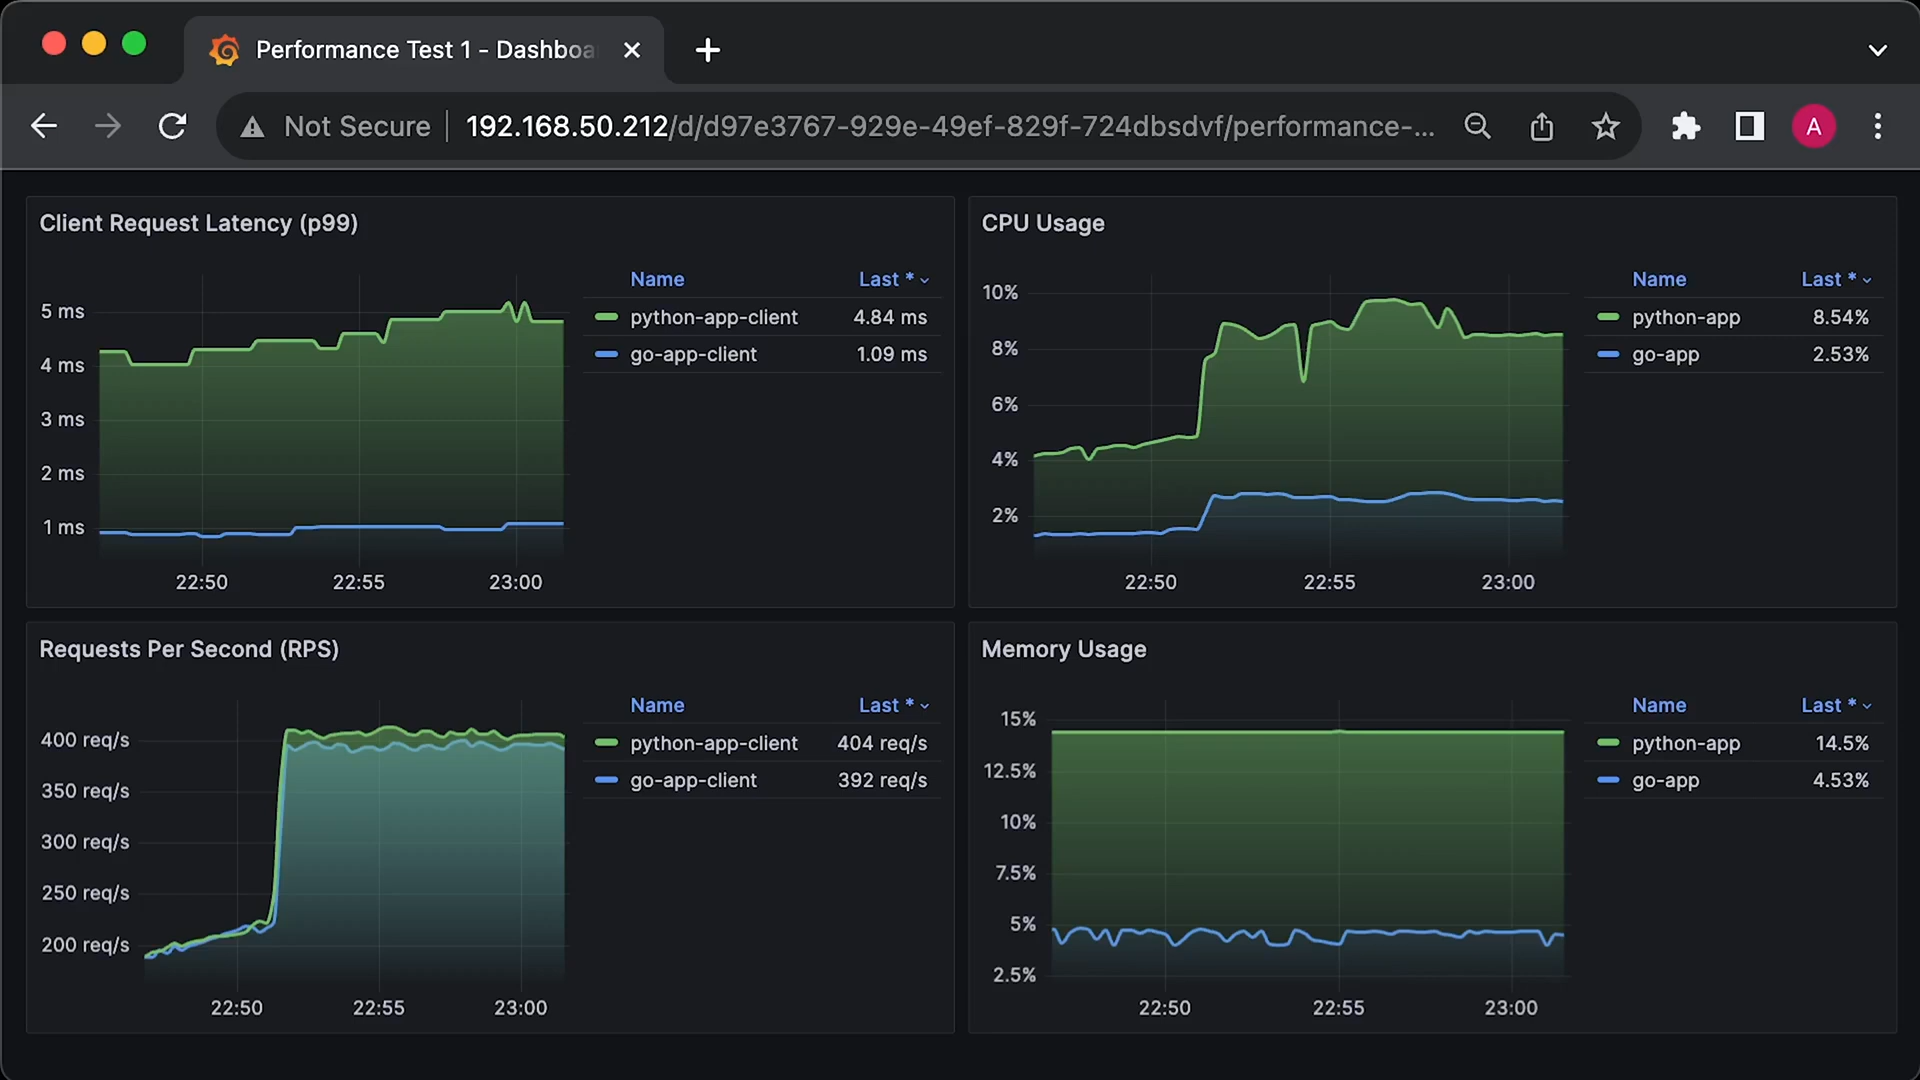 Performance Test 1 - Dashboa
Not Secure 192.168.50.212/d/d97e3767-929e-49ef-829f-724dbsdvf/performance-...
A
Client Request Latency (p99)
Name Last *
python-app-client 4.84 ms
go-app-client 1.09 ms
5 ms
4 ms
3 ms
2 ms
1 ms
22:50 22:55 23:00
CPU Usage
Name Last *
python-app 8.54%
go-app 2.53%
10%
8%
6%
4%
2%
22:50 22:55 23:00
Requests Per Second (RPS)
Name Last *
python-app-client 404 req/s
go-app-client 392 req/s
400 req/s
350 req/s
300 req/s
250 req/s
200 req/s
22:50 22:55 23:00
Memory Usage
Name Last *
python-app 14.5%
go-app 4.53%
15%
12.5%
10%
7.5%
5%
2.5%
22:50 22:55 23:00